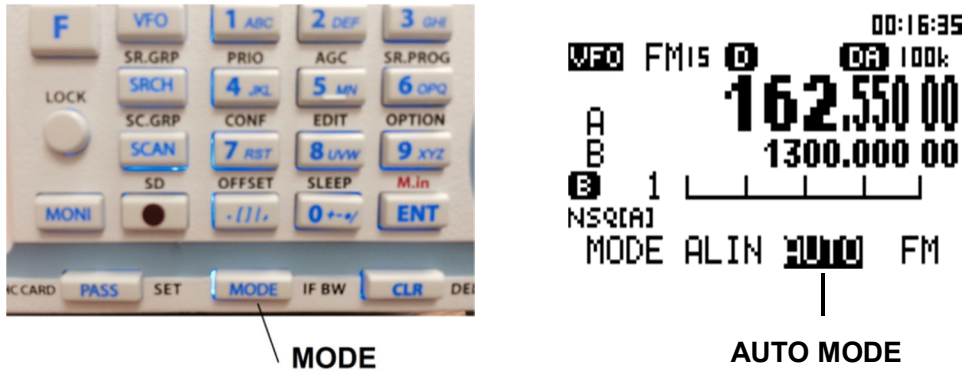 F VFO 1 ABC 2 DEF 3 GHI
SR.GRP PRIO AGC SR.PROG
LOCK SRCH 4 JKL 5 MN 6 OPQ
SC.GRP CONF EDIT OPTION
SCAN 7 RST 8 UVW 9 XYZ
SD OFFSET SLEEP M.in
MONI 0 +-*/ ENT
PASS SET MODE IF BW CLR
MODE
00:16:35
VFO FM15 D DA 100k
A 162.550 00
B 1300.000 00
B 1
NSQ[A]
MODE ALIN AUTO FM
AUTO MODE